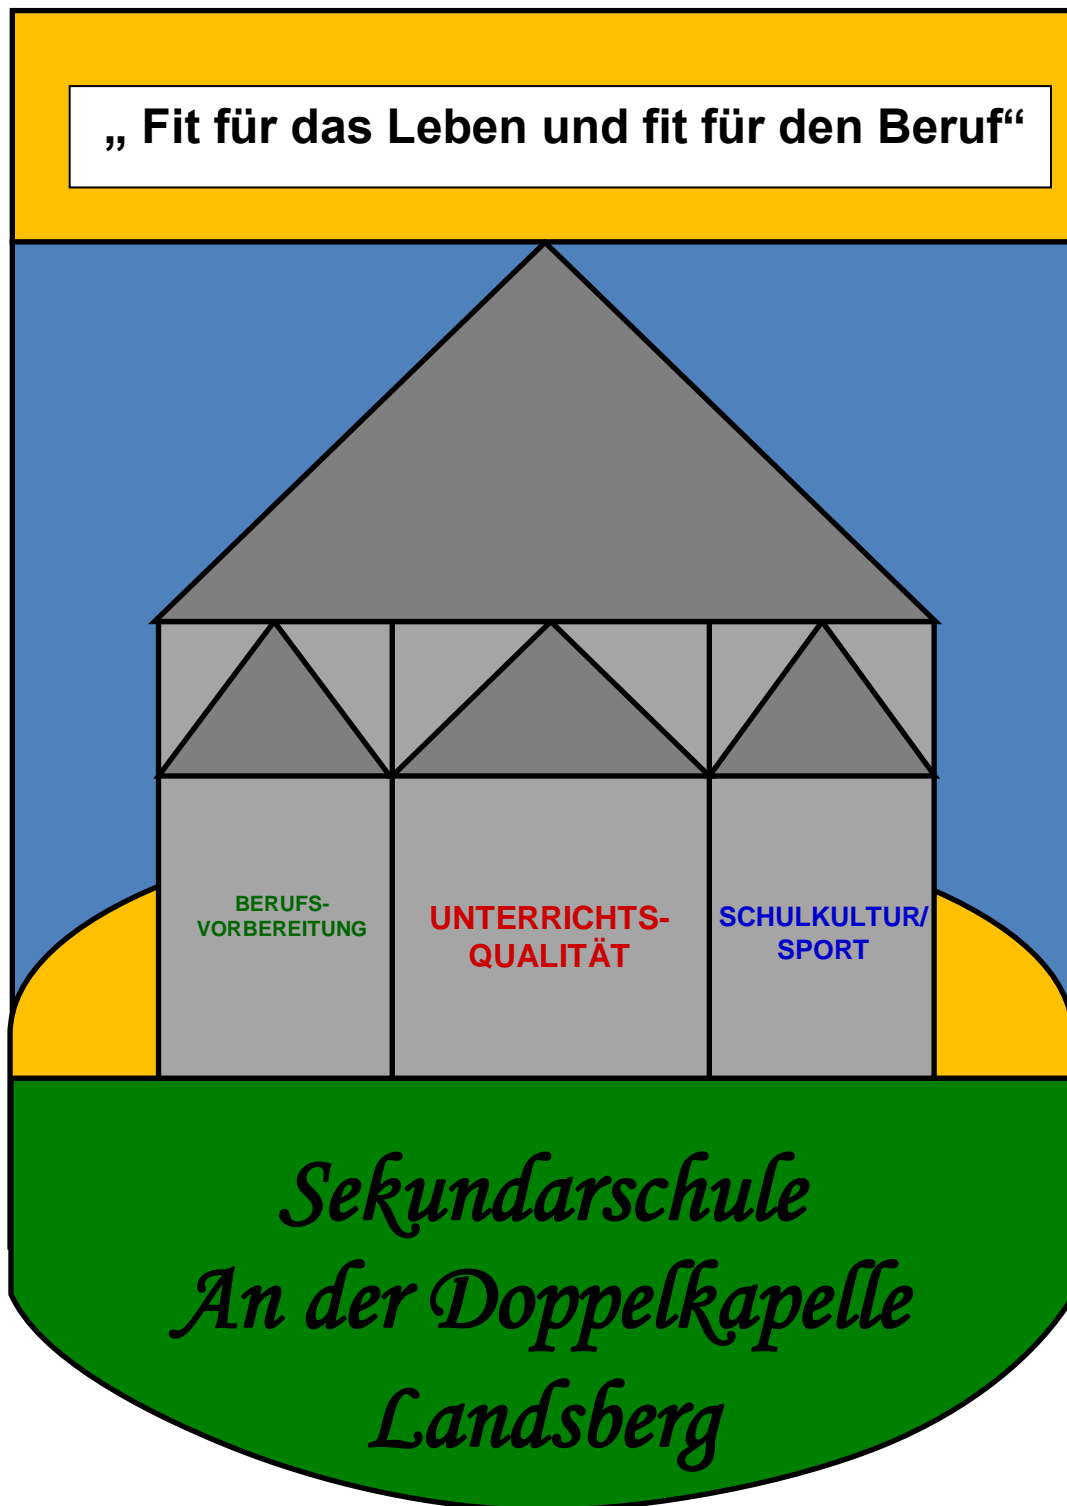 „ Fit für das Leben und fit für den Beruf“
BERUFS-
VORBEREITUNG
UNTERRICHTS-
QUALITÄT
SCHULKULTUR/
SPORT
Sekundarschule
An der Doppelkapelle
Landsberg